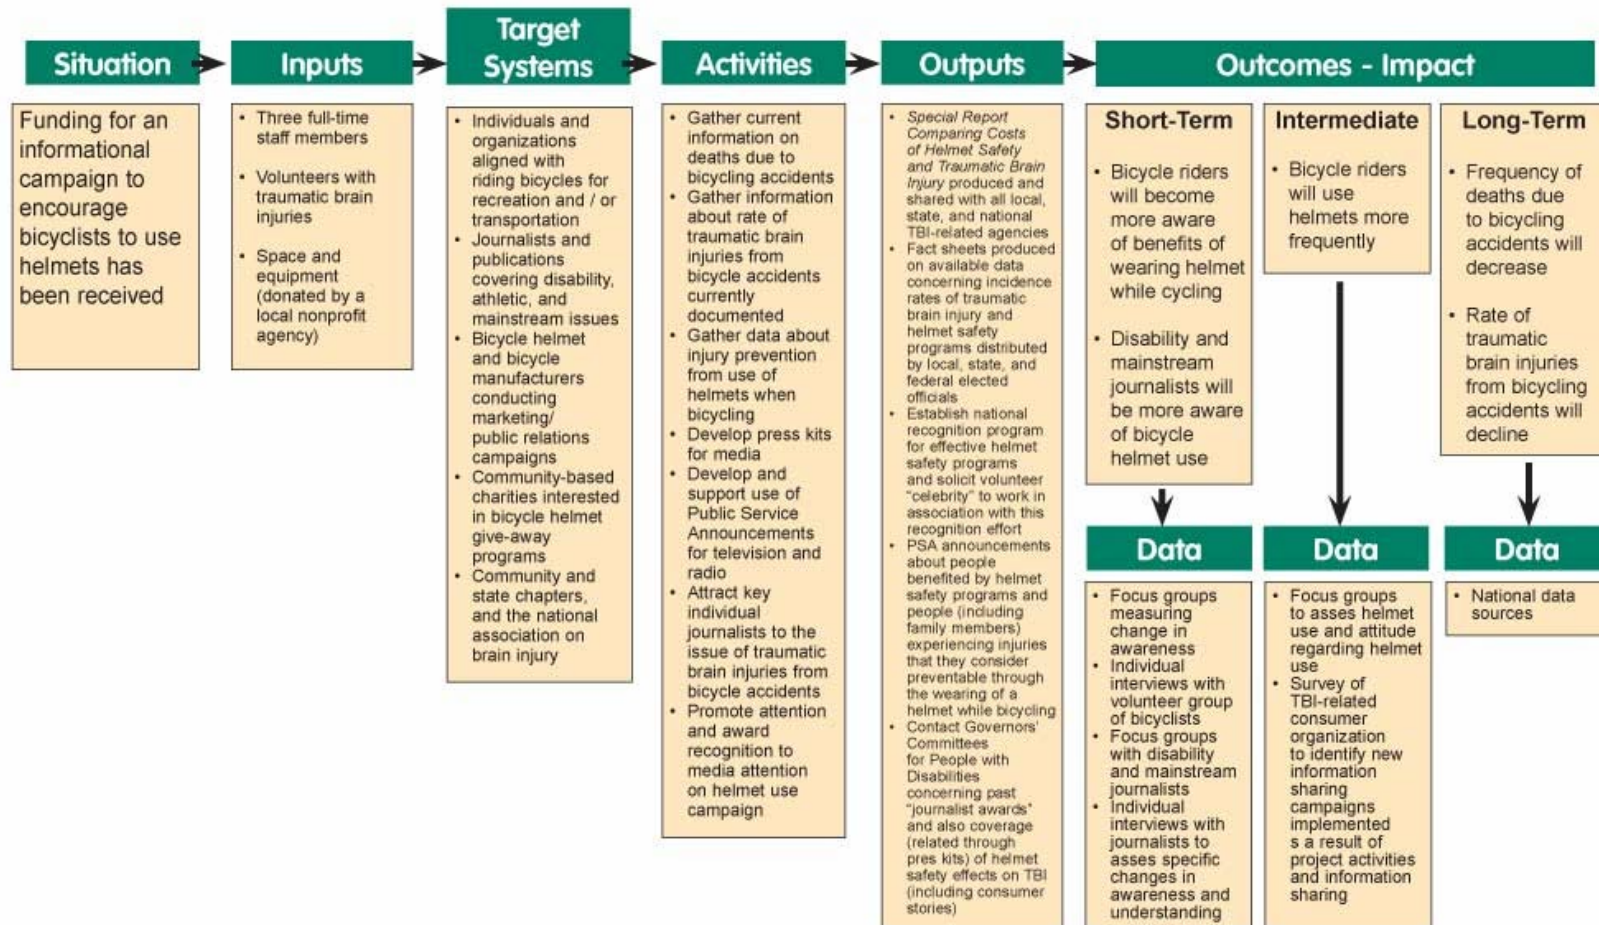 Situation
Inputs
Target
Systems
Activities
Outputs
Outcomes - Impact
Funding for an
informational
campaign to
encourage
bicyclists to use
helmets has
been received
• Three full-time
staff members
• Volunteers with
traumatic brain
injuries
• Space and
equipment
(donated by a
local nonprofit
agency)
• Individuals and
organizations
aligned with
riding bicycles for
recreation and / or
transportation
• Journalists and
publications
covering disability,
athletic, and
mainstream issues
• Bicycle helmet
and bicycle
manufacturers
conducting
marketing/
public relations
campaigns
• Community-based
charities interested
in bicycle helmet
give-away
programs
• Community and
state chapters,
and the national
association on
brain injury
• Gather current
information on
deaths due to
bicycling accidents
• Gather information
about rate of
traumatic brain
injuries from
bicycle accidents
currently
documented
• Gather data about
injury prevention
from use of
helmets when
bicycling
• Develop press kits
for media
• Develop and
support use of
Public Service
Announcements
for television and
radio
• Attract key
individual
journalists to the
issue of traumatic
brain injuries from
bicycle accidents
• Promote attention
and award
recognition to
media attention
on helmet use
campaign
• Special Report
Comparing Costs
of Helmet Safety
and Traumatic Brain
Injury produced and
shared with all local,
state, and national
TBI-related agencies
• Fact sheets produced
on available data
concerning incidence
rates of traumatic
brain injury and
helmet safety
programs distributed
by local, state, and
federal elected
officials
• Establish national
recognition program
for effective helmet
safety programs
and solicit volunteer
"celebrity" to work in
association with this
recognition effort
• PSA announcements
about people
benefited by helmet
safety programs and
people (including
family members)
experiencing injuries
that they consider
preventable through
the wearing of a
helmet while bicycling
• Contact Governors'
Committees
for People with
Disabilities
concerning past
"journalist awards"
and also coverage
(related through
pres kits) of helmet
safety effects on TBI
(including consumer
stories)
Short-Term
• Bicycle riders
will become
more aware
of benefits of
wearing helmet
while cycling
• Disability and
mainstream
journalists will
be more aware
of bicycle
helmet use
Intermediate
• Bicycle riders
will use
helmets more
frequently
Long-Term
• Frequency of
deaths due
to bicycling
accidents will
decrease
• Rate of
traumatic
brain injuries
from bicycling
accidents will
decline
Data
• Focus groups
measuring
change in
awareness
• Individual
interviews with
volunteer group
of bicyclists
• Focus groups
with disability
and mainstream
journalists
• Individual
interviews with
journalists to
asses specific
changes in
awareness and
understanding
Data
• Focus groups
to asses helmet
use and attitude
regarding helmet
use
• Survey of
TBI-related
consumer
organization
to identify new
information
sharing
campaigns
implemented
s a result of
project activities
and information
sharing
Data
• National data
sources